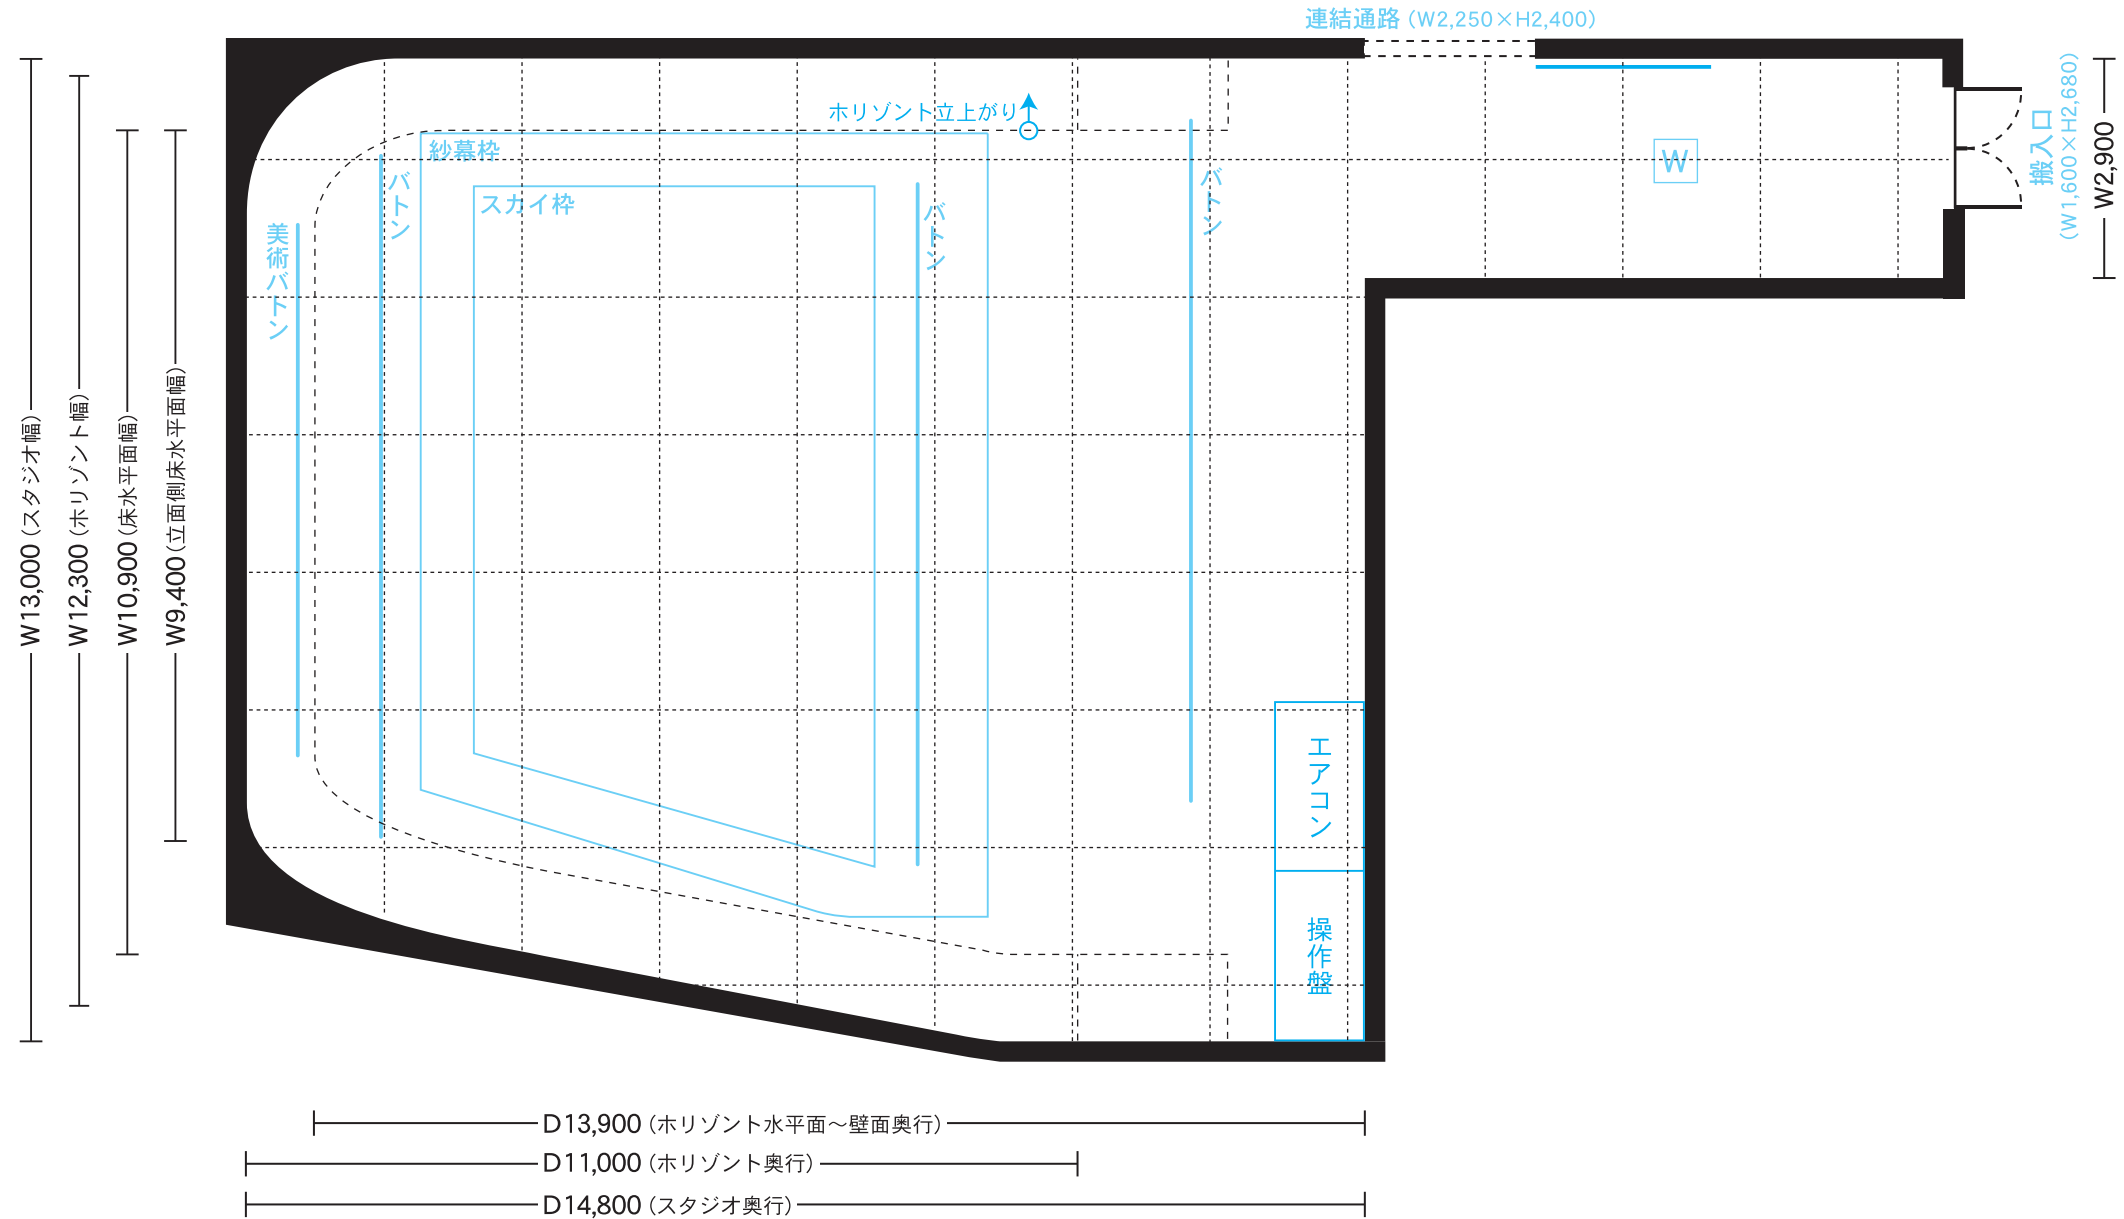 連結通路（W2,250×H2,400）
ホリゾント立上がり
紗幕枠
スカイ枠
バトン
美術バトン
バトン
バトン
W
搬入口
（W1,600×H2,680）
W2,900
W13,000（スタジオ幅）
W12,300（ホリゾント幅）
W10,900（床水平面幅）
W9,400（立面側床水平面幅）
エアコン
操作盤
D13,900（ホリゾント水平面〜壁面奥行）
D11,000（ホリゾント奥行）
D14,800（スタジオ奥行）